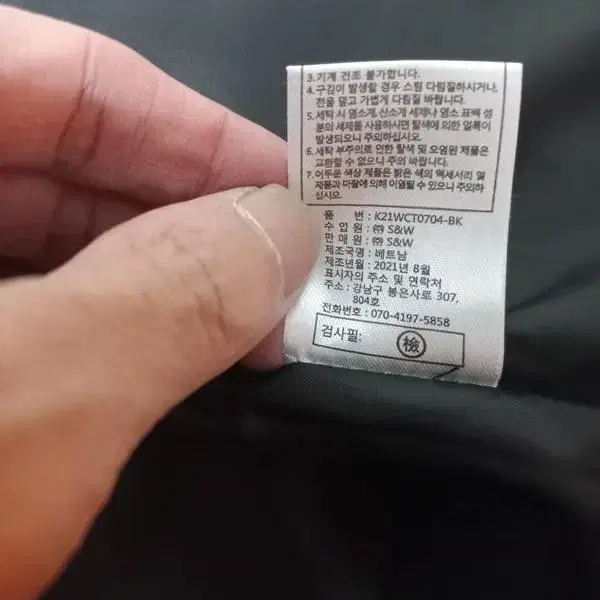 3. 기계 건조 불가합니다.
4. 구김이 발생할 경우 스팀 다림질하시거나,
천을 덮고 가볍게 다림질 바랍니다.
5. 세탁 시 염소계, 산소계 세제나 염소 표백 성
분의 세제를 사용하시면 탈색에 의한 얼룩이
발생되오니 주의하십시오.
6. 세탁 부주의로 인한 탈색 및 오염된 제품은
교환할 수 없으니 주의 바랍니다.
7. 어두운 색상 제품은 밝은 색의 액세서리 및
제품과 마찰에 의해 이염될 수 있으니 주의하
십시오.
품 번 : K21WCT0704-BK
수 입 원 : ㈜ S&W
판 매 원 : ㈜ S&W
제조국명 : 베트남
제조년월 : 2021년 8월
표시자의 주소 및 연락처
주소 : 강남구 봉은사로 307,
804호
전화번호 : 070-4197-5858
검사필: 檢